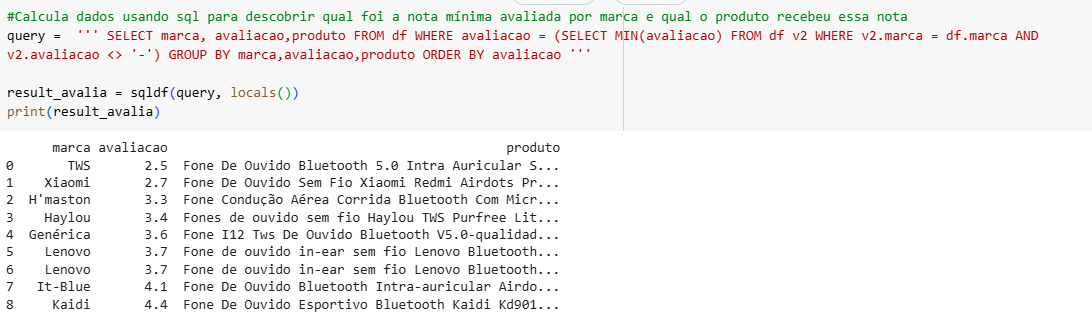 #Calcula dados usando sql para descobrir qual foi a nota mínima avaliada por marca e qual o produto recebeu essa nota
query =  ''' SELECT marca, avaliacao,produto FROM df WHERE avaliacao = (SELECT MIN(avaliacao) FROM df v2 WHERE v2.marca = df.marca AND
v2.avaliacao <> '-') GROUP BY marca,avaliacao,produto ORDER BY avaliacao '''
result_avalia = sqldf(query, locals())
print(result_avalia)
marca avaliacao produto
0 TWS 2.5 Fone De Ouvido Bluetooth 5.0 Intra Auricular S...
1 Xiaomi 2.7 Fone De Ouvido Sem Fio Xiaomi Redmi Airdots Pr...
2 H'maston 3.3 Fone Condução Aérea Corrida Bluetooth Com Micr...
3 Haylou 3.4 Fones de ouvido sem fio Haylou TWS Purfree Lit...
4 Genérica 3.6 Fone I12 Tws De Ouvido Bluetooth V5.0-qualidad...
5 Lenovo 3.7 Fone de ouvido in-ear sem fio Lenovo Bluetooth...
6 Lenovo 3.7 Fone de ouvido in-ear sem fio Lenovo Bluetooth...
7 It-Blue 4.1 Fone De Ouvido Bluetooth Intra-auricular Airdo...
8 Kaidi 4.4 Fone De Ouvido Esportivo Bluetooth Kaidi Kd901...